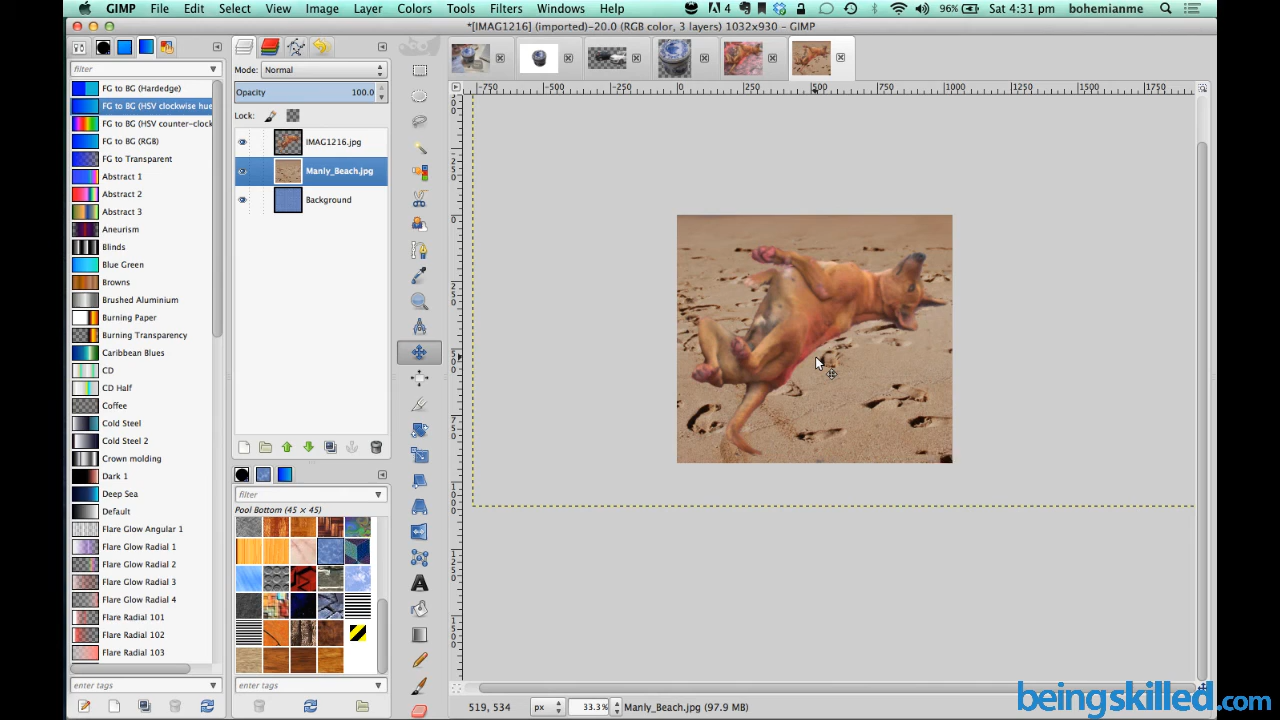 GIMP File Edit Select View Image Layer Colors Tools Filters Windows Help 4 96% Sat 4:31 pm bohemianme
*[IMAG1216] (imported)-20.0 (RGB color, 3 layers) 1032x930 – GIMP
filter
FG to BG (Hardedge)
FG to BG (HSV clockwise hue
FG to BG (HSV counter-clock
FG to BG (RGB)
FG to Transparent
Abstract 1
Abstract 2
Abstract 3
Aneurism
Blinds
Blue Green
Browns
Brushed Aluminium
Burning Paper
Burning Transparency
Caribbean Blues
CD
CD Half
Coffee
Cold Steel
Cold Steel 2
Crown molding
Dark 1
Deep Sea
Default
Flare Glow Angular 1
Flare Glow Radial 1
Flare Glow Radial 2
Flare Glow Radial 3
Flare Glow Radial 4
Flare Radial 101
Flare Radial 102
Flare Radial 103
enter tags
Mode: Normal
Opacity 100.0
Lock:
IMAG1216.jpg
Manly_Beach.jpg
Background
filter
Pool Bottom (45 × 45)
enter tags
-750 -500 -250 0 250 500 750 1000 1250 1500 1750
519, 534 px 33.3% Manly_Beach.jpg (97.9 MB)
beingskilled.com